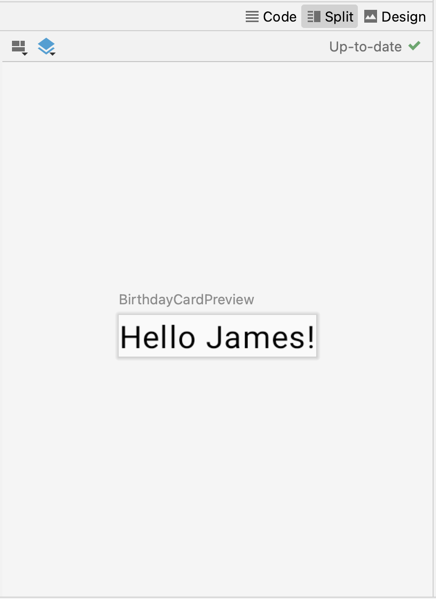 Code Split Design
Up-to-date
BirthdayCardPreview
Hello James!